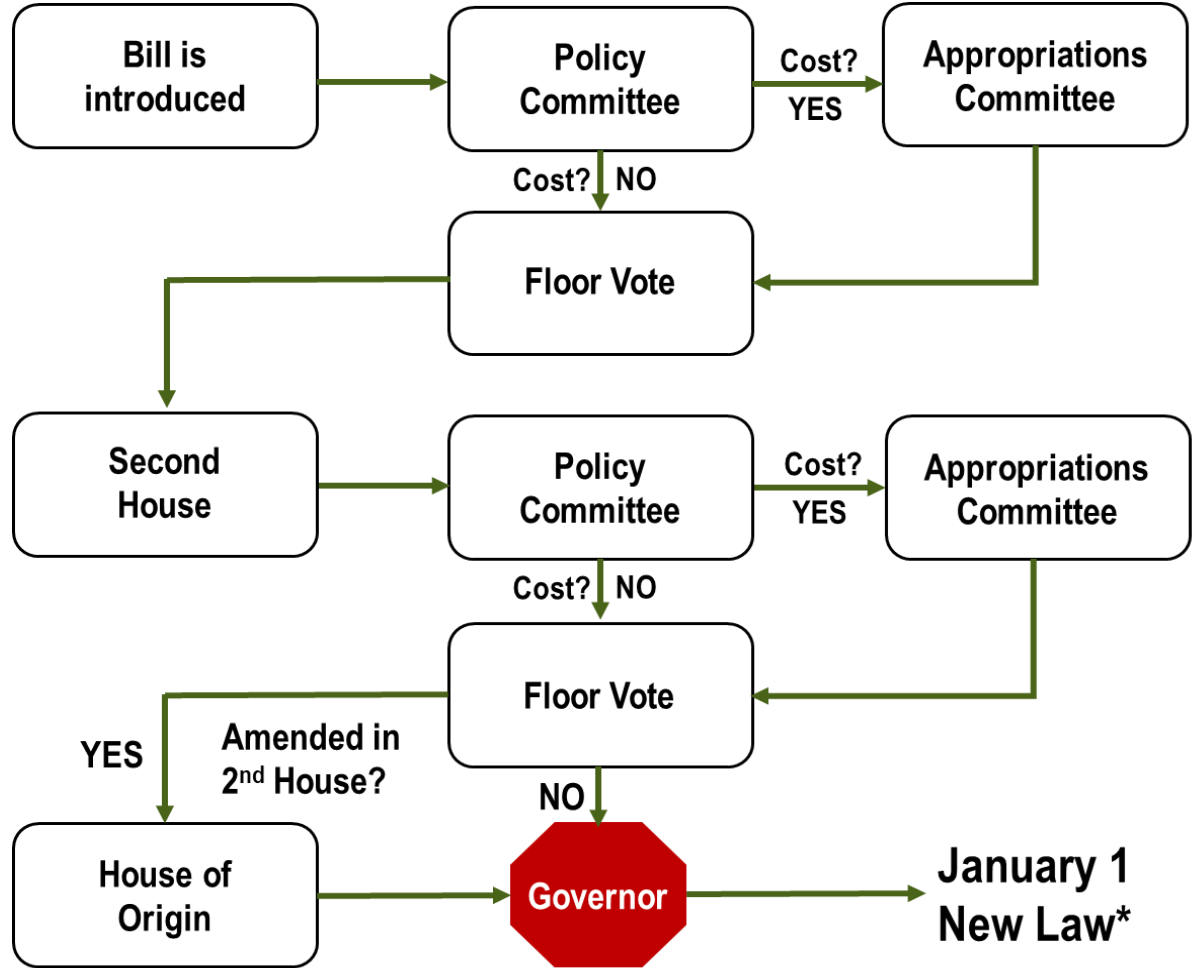 Bill is
introduced
Policy
Committee
Cost?
YES
Appropriations
Committee
Cost? NO
Floor Vote
Second
House
Policy
Committee
Cost?
YES
Appropriations
Committee
Cost? NO
Floor Vote
YES
Amended in
2nd House?
NO
House of
Origin
Governor
January 1
New Law*